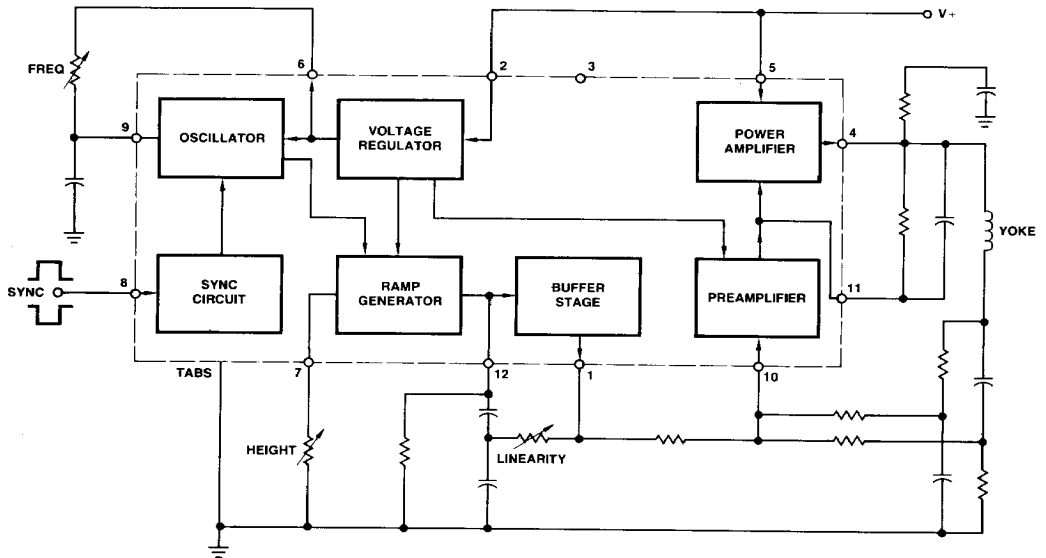 V+
FREQ
6
2
3
5
9
OSCILLATOR
VOLTAGE
REGULATOR
POWER
AMPLIFIER
4
YOKE
SYNC
8
SYNC
CIRCUIT
RAMP
GENERATOR
BUFFER
STAGE
PREAMPLIFIER
11
TABS
7
12
1
10
HEIGHT
LINEARITY